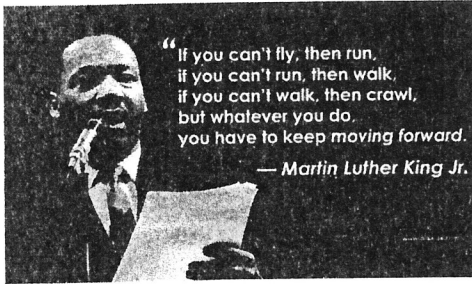 “If you can't fly, then run,
if you can't run, then walk,
if you can't walk, then crawl,
but whatever you do,
you have to keep moving forward.
— Martin Luther King Jr.